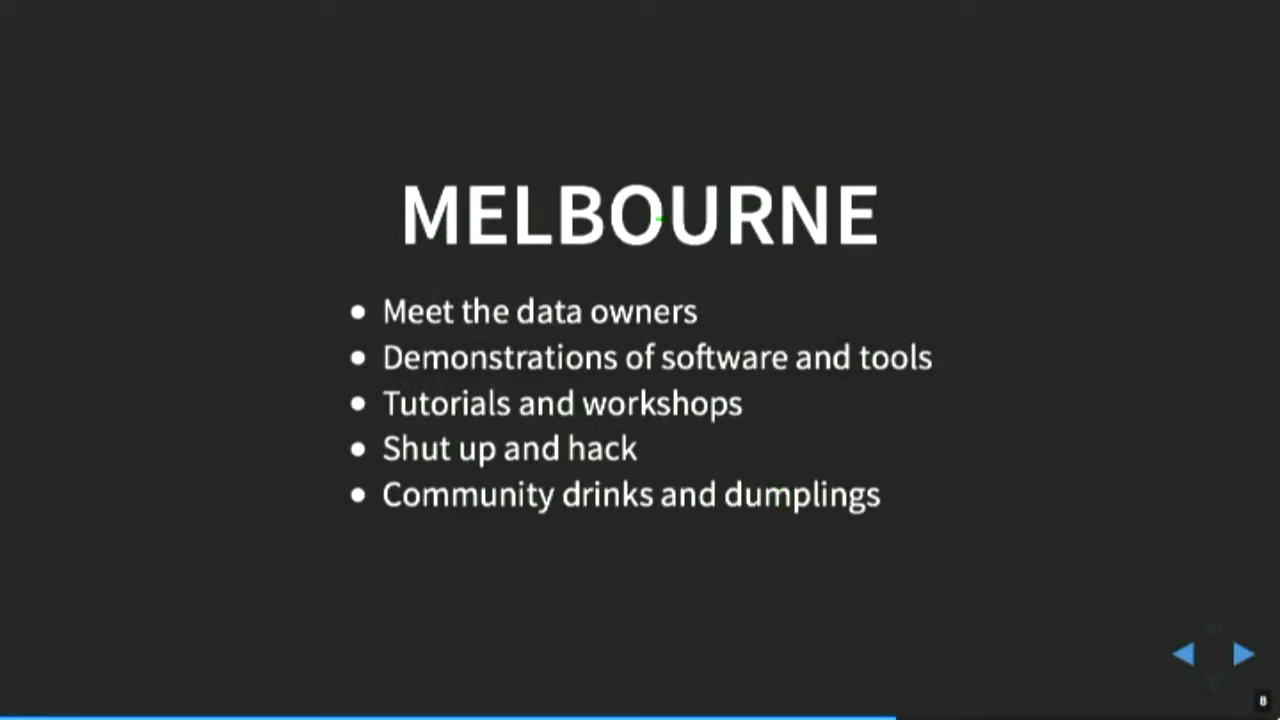 MELBOURNE
Meet the data owners
Demonstrations of software and tools
Tutorials and workshops
Shut up and hack
Community drinks and dumplings
8